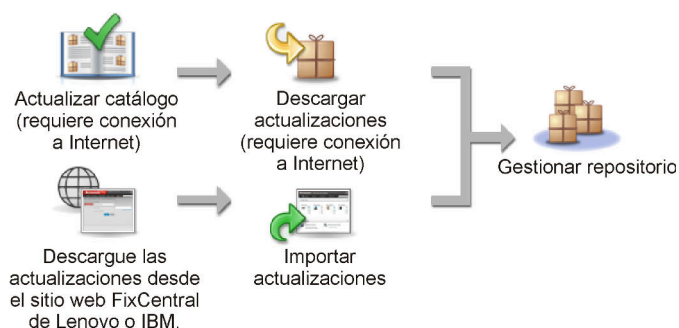 Actualizar catálogo
(requiere conexión
a Internet)
Descargar
actualizaciones
(requiere conexión
a Internet)
Gestionar repositorio
Descargue las
actualizaciones desde
el sitio web FixCentral
de Lenovo o IBM.
Importar
actualizaciones